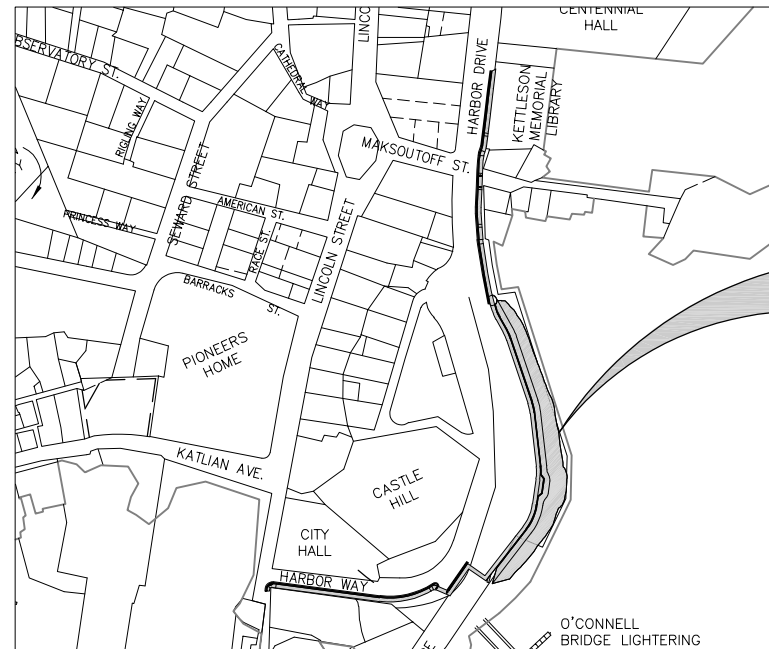 CENTENNIAL
HALL
LINCO
HARBOR DRIVE
BSERVATORY ST.
CATHEDRAL WAY
KETTLESON
MEMORIAL
LIBRARY
RIGLING WAY
MAKSOUTOFF ST.
SEWARD STREET
AMERICAN ST.
PRINCESS WAY
RACE ST.
LINCOLN STREET
BARRACKS
ST.
PIONEERS
HOME
KATLIAN AVE.
CASTLE
HILL
CITY
HALL
HARBOR WAY
O'CONNELL
BRIDGE LIGHTERING